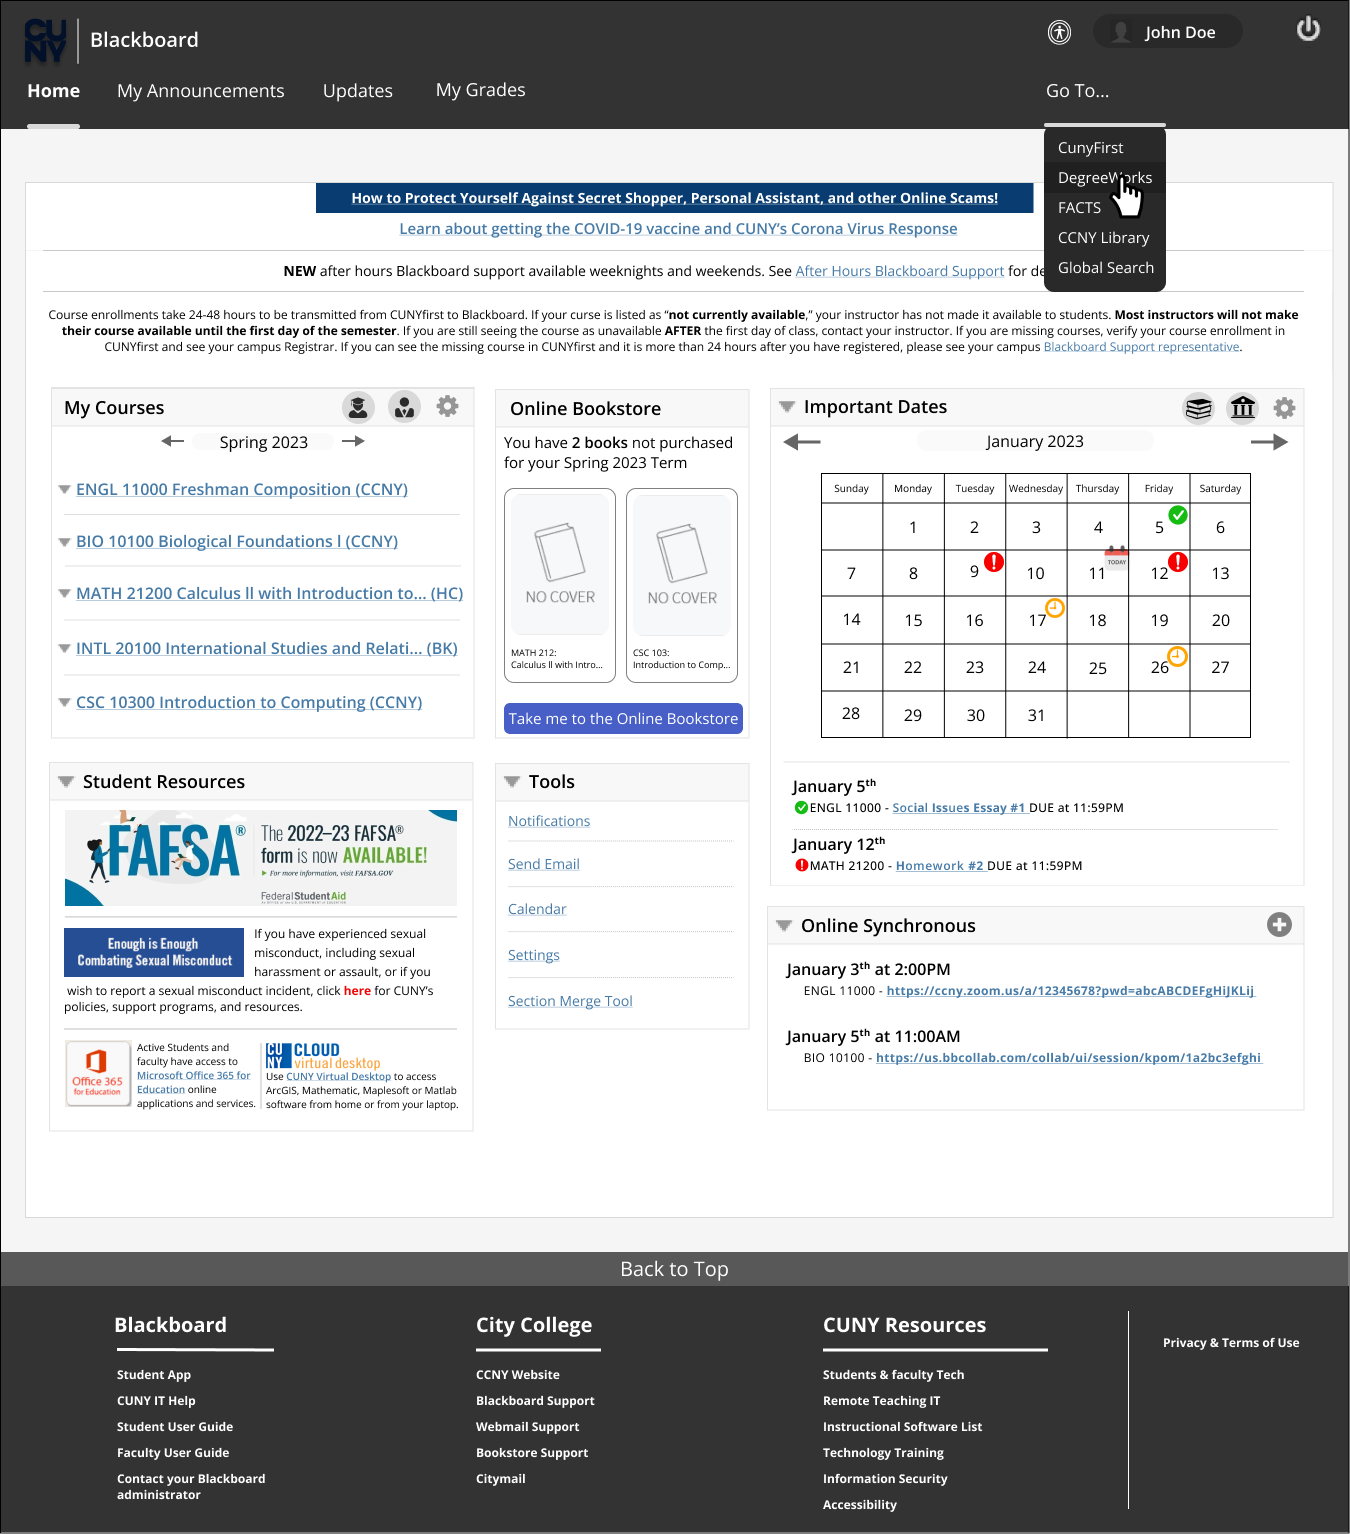 CU
NY
Blackboard
John Doe
Home
My Announcements
Updates
My Grades
Go To...
CunyFirst
DegreeWorks
FACTS
CCNY Library
Global Search
How to Protect Yourself Against Secret Shopper, Personal Assistant, and other Online Scams!
Learn about getting the COVID-19 vaccine and CUNY's Corona Virus Response
NEW after hours Blackboard support available weeknights and weekends. See After Hours Blackboard Support for de
Course enrollments take 24-48 hours to be transmitted from CUNYfirst to Blackboard. If your curse is listed as “not currently available,” your instructor has not made it available to students. Most instructors will not make
their course available until the first day of the semester. If you are still seeing the course as unavailable AFTER the first day of class, contact your instructor. If you are missing courses, verify your course enrollment in
CUNYfirst and see your campus Registrar. If you can see the missing course in CUNYfirst and it is more than 24 hours after you have registered, please see your campus Blackboard Support representative.
My Courses
Spring 2023
ENGL 11000 Freshman Composition (CCNY)
BIO 10100 Biological Foundations l (CCNY)
MATH 21200 Calculus ll with Introduction to... (HC)
INTL 20100 International Studies and Relati... (BK)
CSC 10300 Introduction to Computing (CCNY)
Online Bookstore
You have 2 books not purchased
for your Spring 2023 Term
NO COVER
MATH 212:
Calculus ll with Intro...
NO COVER
CSC 103:
Introduction to Comp...
Take me to the Online Bookstore
Important Dates
January 2023
Sunday Monday Tuesday Wednesday Thursday Friday Saturday
1 2 3 4 5 6
TODAY
7 8 9 10 11 12 13
14 15 16 17 18 19 20
21 22 23 24 25 26 27
28 29 30 31
January 5th
ENGL 11000 - Social Issues Essay #1 DUE at 11:59PM
January 12th
MATH 21200 - Homework #2 DUE at 11:59PM
Student Resources
FAFSA®
The 2022–23 FAFSA®
form is now AVAILABLE!
For more information, visit FAFSA.GOV
Federal Student Aid
Enough is Enough
Combating Sexual Misconduct
If you have experienced sexual
misconduct, including sexual
harassment or assault, or if you
wish to report a sexual misconduct incident, click here for CUNY's
policies, support programs, and resources.
Office 365
for Education
Active Students and
faculty have access to
Microsoft Office 365 for
Education online
applications and services.
CU
NY
CLOUD
virtual desktop
Use CUNY Virtual Desktop to access
ArcGIS, Mathematic, Maplesoft or Matlab
software from home or from your laptop.
Tools
Notifications
Send Email
Calendar
Settings
Section Merge Tool
Online Synchronous
January 3th at 2:00PM
ENGL 11000 - https://ccny.zoom.us/a/12345678?pwd=abcABCDEFgHiJKLij
January 5th at 11:00AM
BIO 10100 - https://us.bbcollab.com/collab/ui/session/kpom/1a2bc3efghi
Back to Top
Blackboard
Student App
CUNY IT Help
Student User Guide
Faculty User Guide
Contact your Blackboard
administrator
City College
CCNY Website
Blackboard Support
Webmail Support
Bookstore Support
Citymail
CUNY Resources
Students & faculty Tech
Remote Teaching IT
Instructional Software List
Technology Training
Information Security
Accessibility
Privacy & Terms of Use